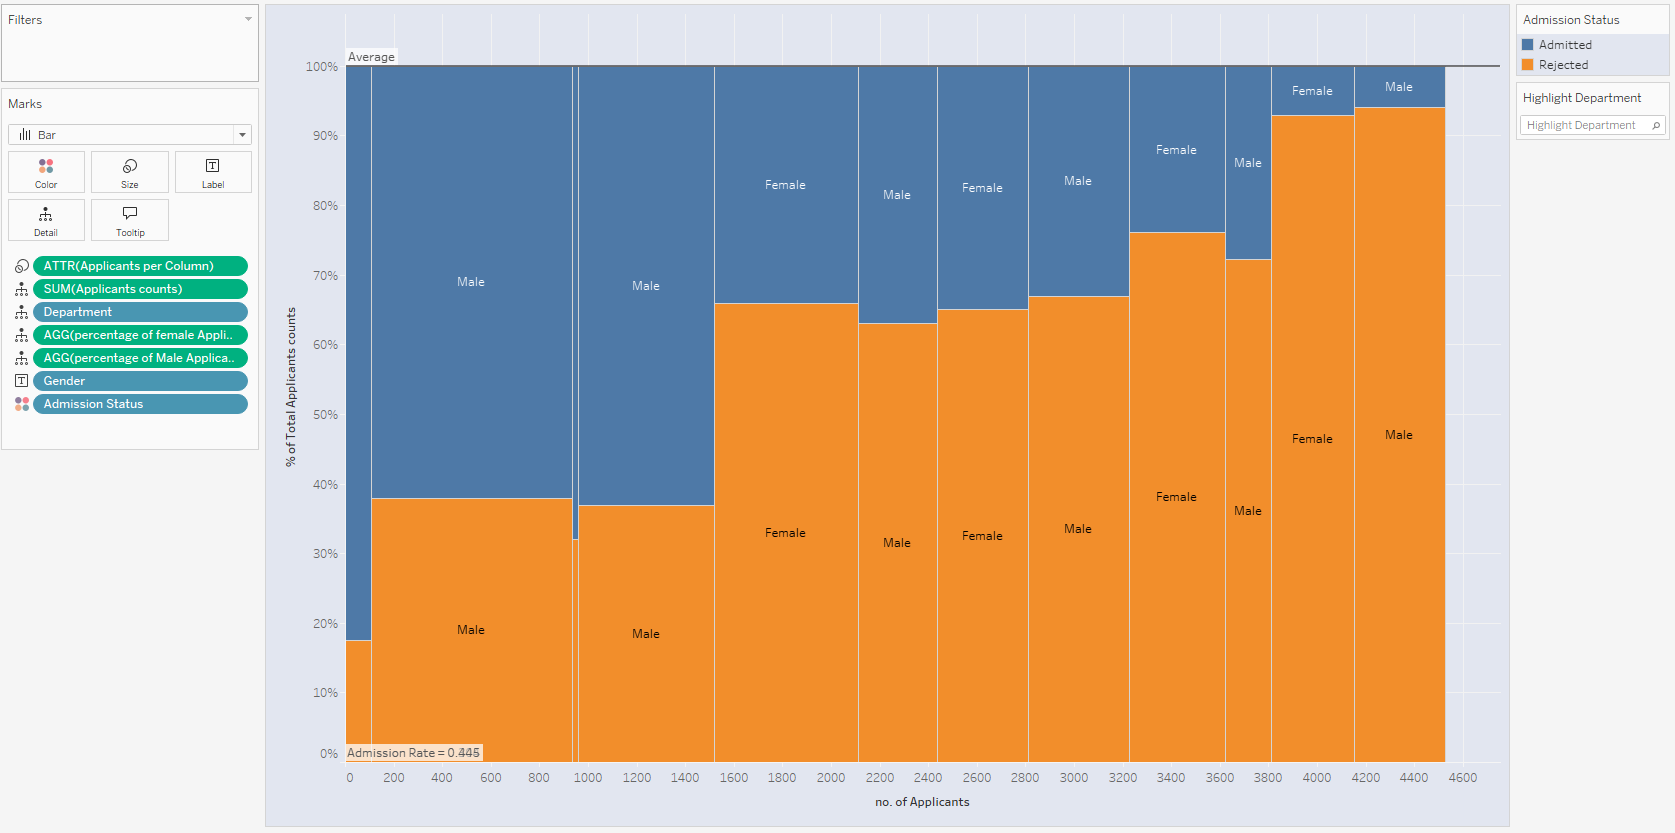 Filters
Marks
Bar
Color
Size
Label
Detail
Tooltip
ATTR(Applicants per Column)
SUM(Applicants counts)
Department
AGG(percentage of female Appli..
AGG(percentage of Male Applica..
Gender
Admission Status
Average
% of Total Applicants counts
100%
90%
80%
70%
60%
50%
40%
30%
20%
10%
0%
Male
Male
Female
Male
Female
Male
Female
Male
Female
Male
Male
Male
Female
Male
Female
Male
Female
Male
Female
Male
Admission Rate =
0 200 400 600 800 1000 1200 1400 1600 1800 2000 2200 2400 2600 2800 3000 3200 3400 3600 3800 4000 4200 4400 4600
no. of Applicants
Admission Status
Admitted
Rejected
Highlight Department
Highlight Department